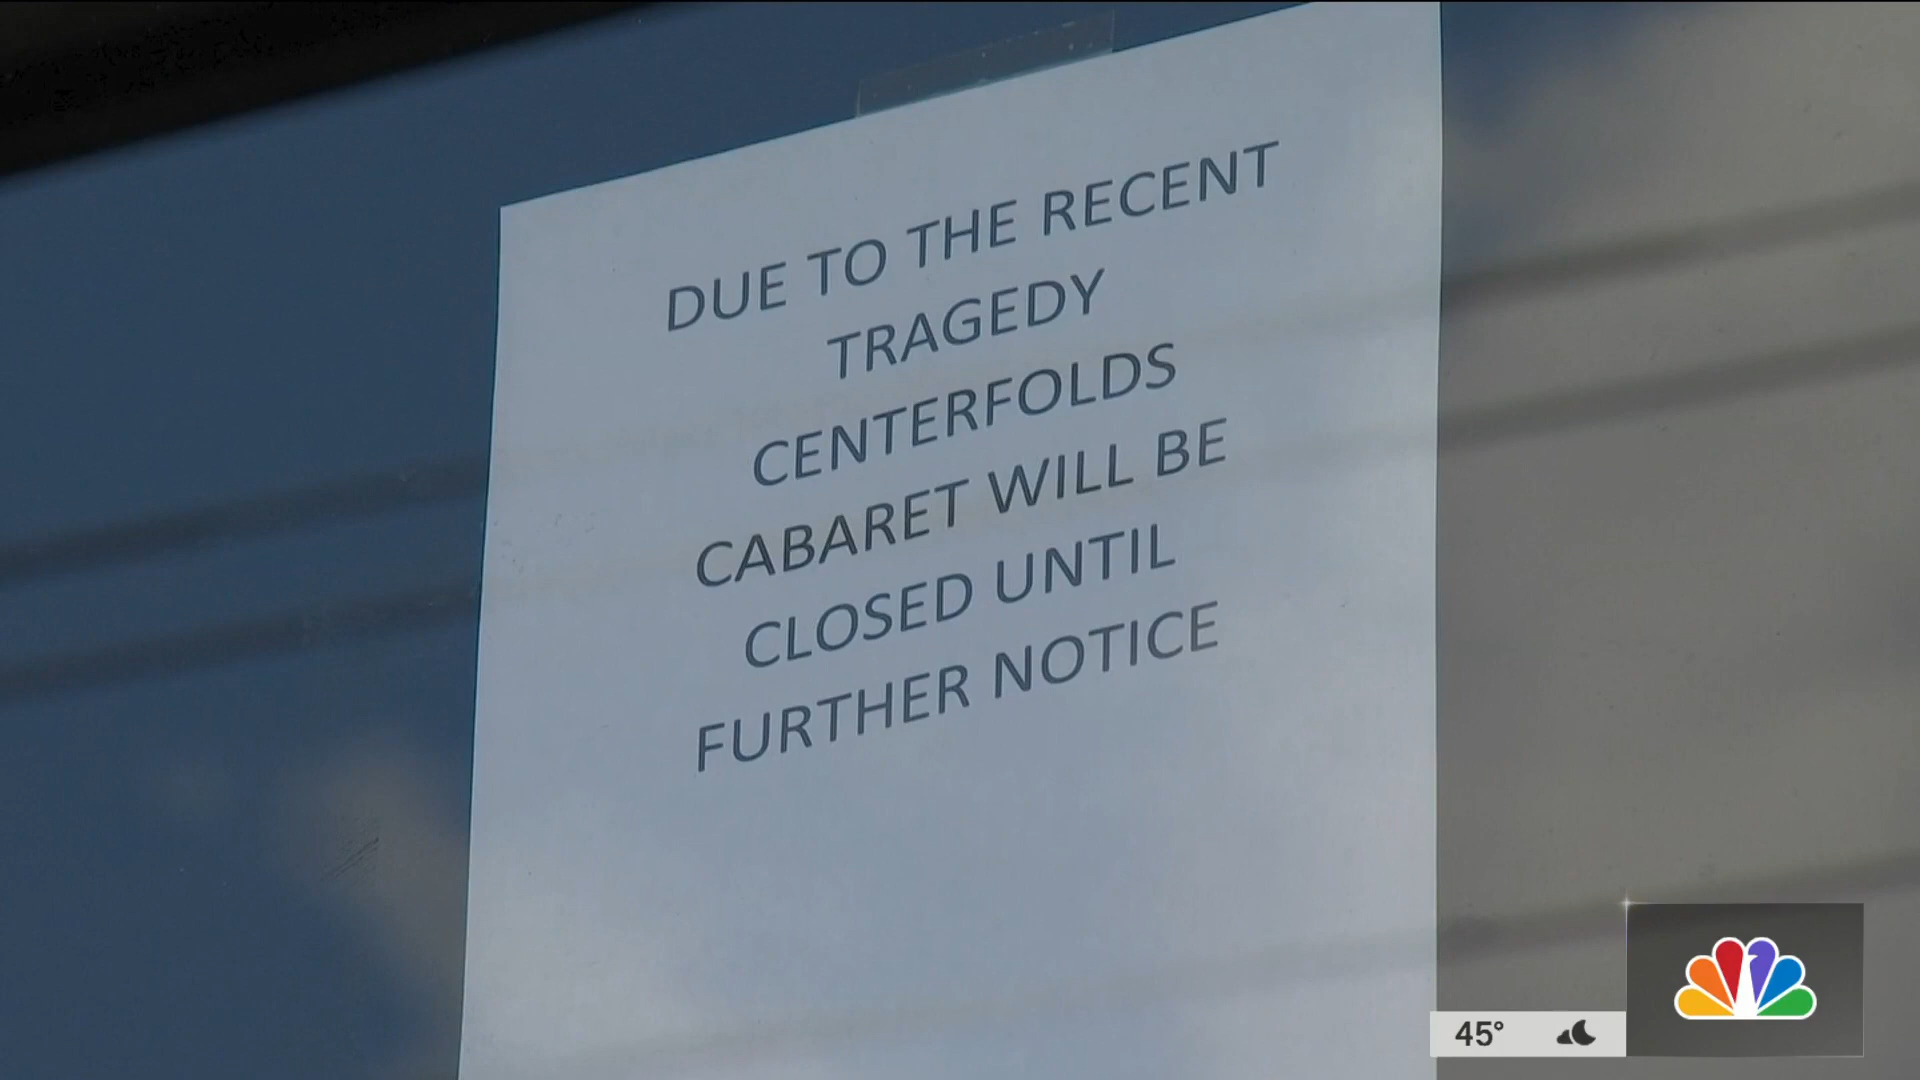 DUE TO THE RECENT
TRAGEDY
CENTERFOLDS
CABARET WILL BE
CLOSED UNTIL
FURTHER NOTICE
45°